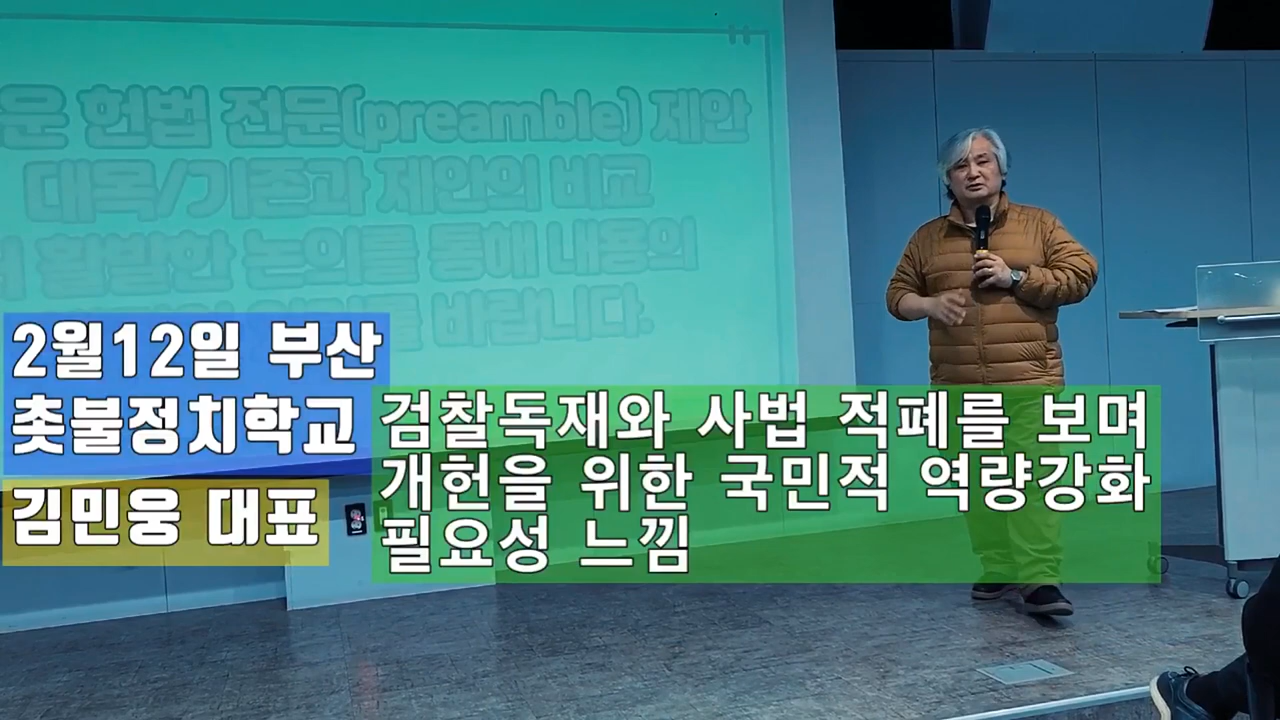 운 헌법 전문(preamble) 제안
대목/기준과 제안의 비교
활발한 논의를 통해 내용의
바랍니다.
2월12일 부산
촛불정치학교
김민웅 대표
검찰독재와 사법 적폐를 보며
개헌을 위한 국민적 역량강화
필요성 느낌